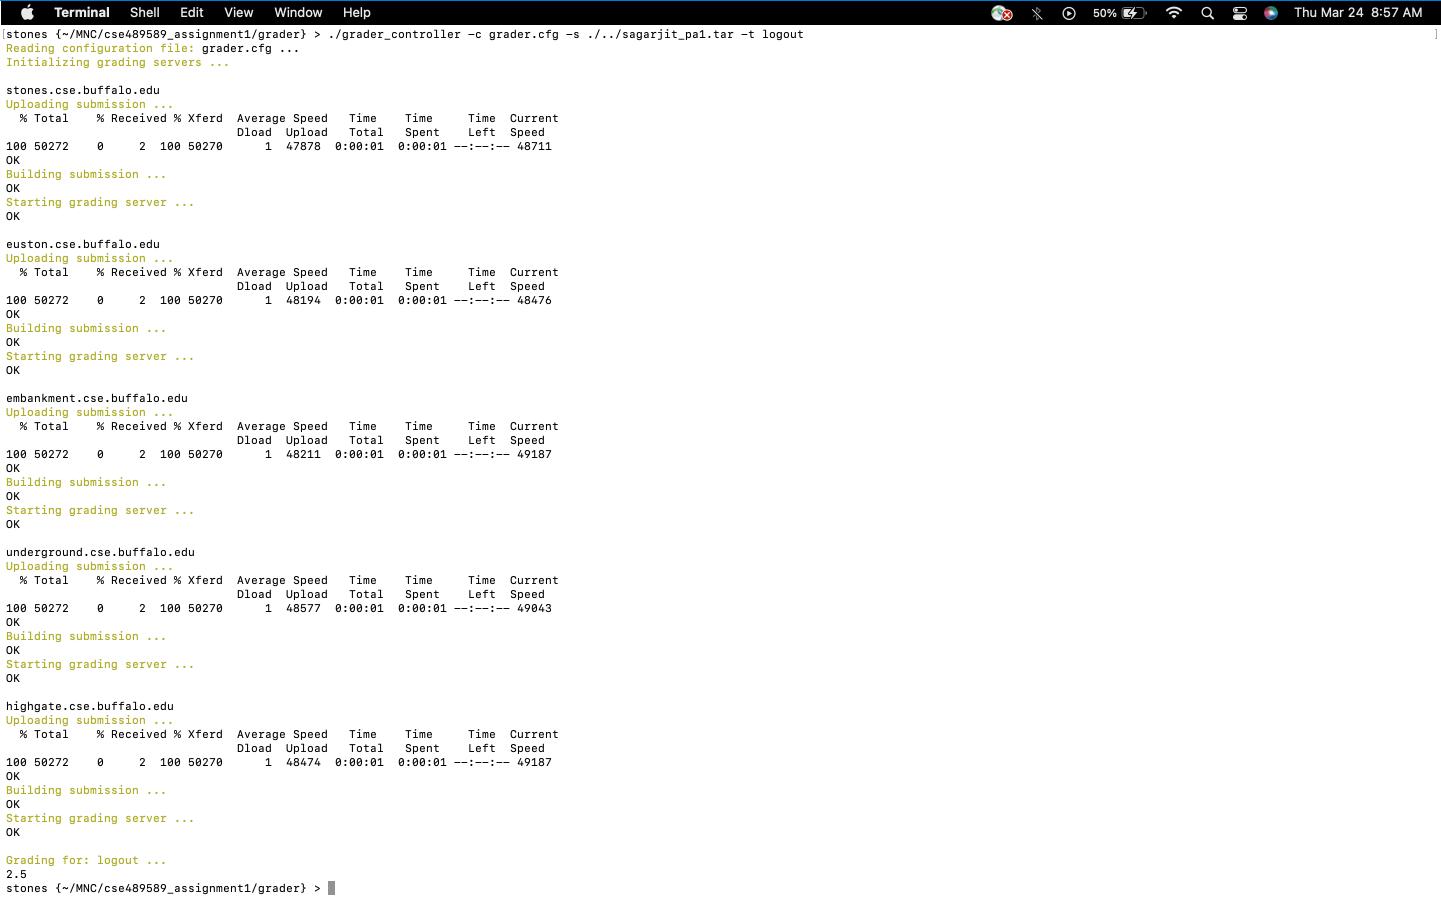 Terminal Shell Edit View Window Help 50% Thu Mar 24 8:57 AM
[stones {~/MNC/cse489589_assignment1/grader} > ./grader_controller -c grader.cfg -s ./../sagarjit_pa1.tar -t logout ]
Reading configuration file: grader.cfg ...
Initializing grading servers ...
stones.cse.buffalo.edu
Uploading submission ...
% Total % Received % Xferd Average Speed Time Time Time Current
Dload Upload Total Spent Left Speed
100 50272 0 2 100 50270 1 47878 0:00:01 0:00:01 --:--:-- 48711
OK
Building submission ...
OK
Starting grading server ...
OK
euston.cse.buffalo.edu
Uploading submission ...
% Total % Received % Xferd Average Speed Time Time Time Current
Dload Upload Total Spent Left Speed
100 50272 0 2 100 50270 1 48194 0:00:01 0:00:01 --:--:-- 48476
OK
Building submission ...
OK
Starting grading server ...
OK
embankment.cse.buffalo.edu
Uploading submission ...
% Total % Received % Xferd Average Speed Time Time Time Current
Dload Upload Total Spent Left Speed
100 50272 0 2 100 50270 1 48211 0:00:01 0:00:01 --:--:-- 49187
OK
Building submission ...
OK
Starting grading server ...
OK
underground.cse.buffalo.edu
Uploading submission ...
% Total % Received % Xferd Average Speed Time Time Time Current
Dload Upload Total Spent Left Speed
100 50272 0 2 100 50270 1 48577 0:00:01 0:00:01 --:--:-- 49043
OK
Building submission ...
OK
Starting grading server ...
OK
highgate.cse.buffalo.edu
Uploading submission ...
% Total % Received % Xferd Average Speed Time Time Time Current
Dload Upload Total Spent Left Speed
100 50272 0 2 100 50270 1 48474 0:00:01 0:00:01 --:--:-- 49187
OK
Building submission ...
OK
Starting grading server ...
OK
Grading for: logout ...
2.5
stones {~/MNC/cse489589_assignment1/grader} >